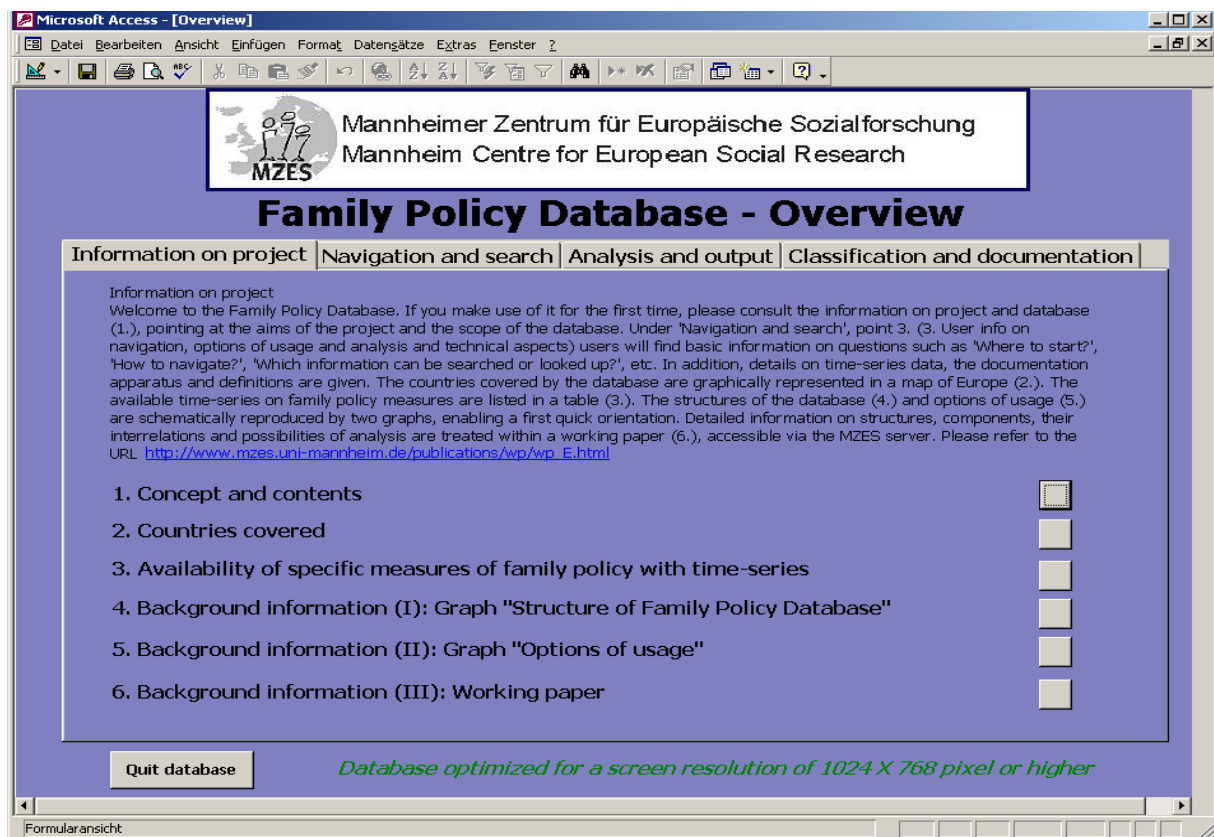 Microsoft Access - [Overview]
Datei Bearbeiten Ansicht Einfügen Format Datensätze Extras Fenster ?
Mannheimer Zentrum für Europäische Sozialforschung
Mannheim Centre for European Social Research
MZES
Family Policy Database - Overview
Information on project Navigation and search Analysis and output Classification and documentation
Information on project
Welcome to the Family Policy Database. If you make use of it for the first time, please consult the information on project and database
(1.), pointing at the aims of the project and the scope of the database. Under 'Navigation and search', point 3. (3. User info on
navigation, options of usage and analysis and technical aspects) users will find basic information on questions such as 'Where to start?',
'How to navigate?', 'Which information can be searched or looked up?', etc. In addition, details on time-series data, the documentation
apparatus and definitions are given. The countries covered by the database are graphically represented in a map of Europe (2.). The
available time-series on family policy measures are listed in a table (3.). The structures of the database (4.) and options of usage (5.)
are schematically reproduced by two graphs, enabling a first quick orientation. Detailed information on structures, components, their
interrelations and possibilities of analysis are treated within a working paper (6.), accessible via the MZES server. Please refer to the
URL http://www.mzes.uni-mannheim.de/publications/wp/wp_E.html
1. Concept and contents
2. Countries covered
3. Availability of specific measures of family policy with time-series
4. Background information (I): Graph "Structure of Family Policy Database"
5. Background information (II): Graph "Options of usage"
6. Background information (III): Working paper
Quit database
Database optimized for a screen resolution of 1024 X 768 pixel or higher
Formularansicht